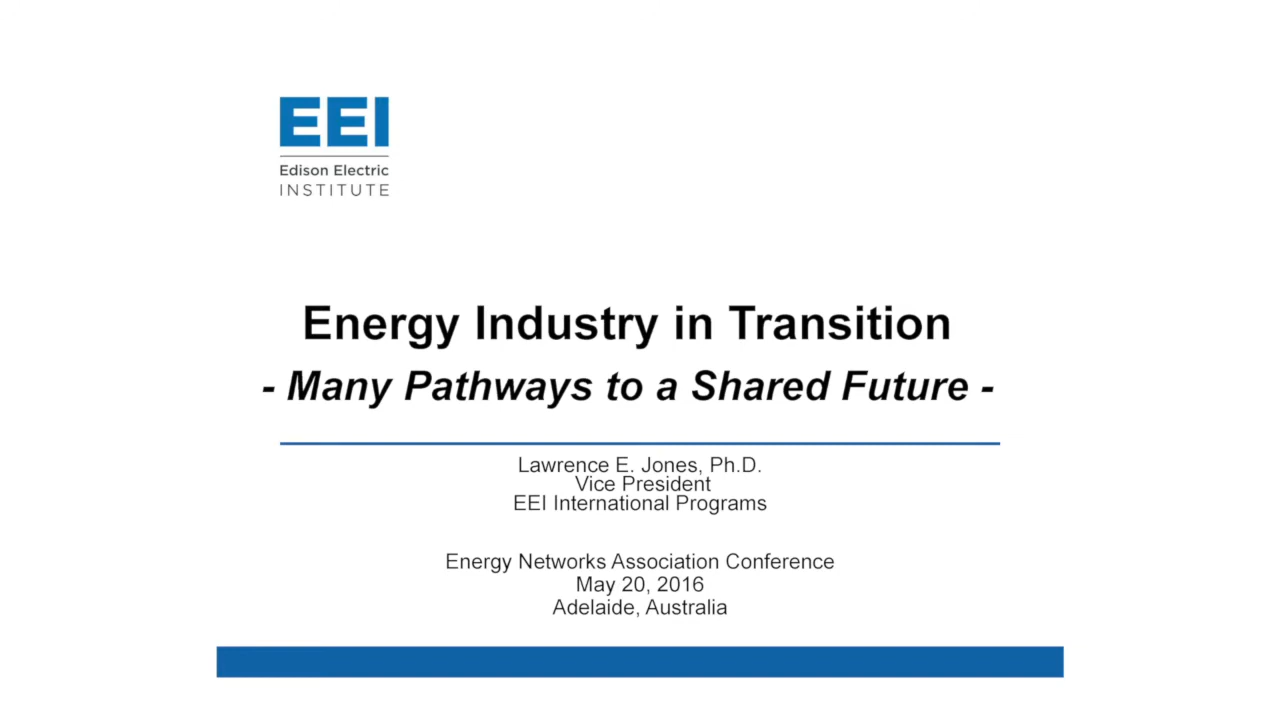 EEI
Edison Electric
INSTITUTE
Energy Industry in Transition
- Many Pathways to a Shared Future -
Lawrence E. Jones, Ph.D.
Vice President
EEI International Programs
Energy Networks Association Conference
May 20, 2016
Adelaide, Australia